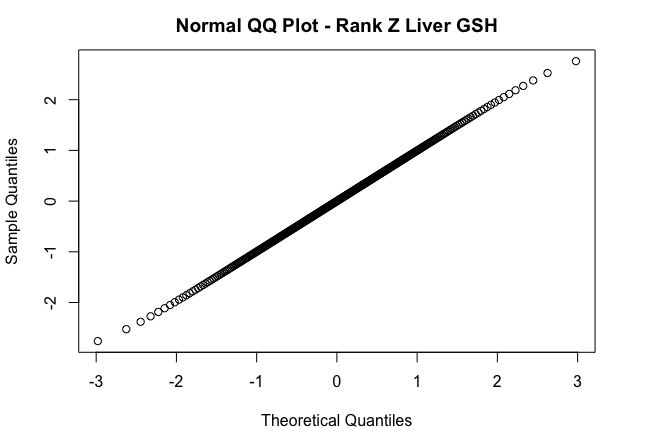 Normal QQ Plot - Rank Z Liver GSH
2
1
0
-1
-2
Sample Quantiles
-3 -2 -1 0 1 2 3
Theoretical Quantiles